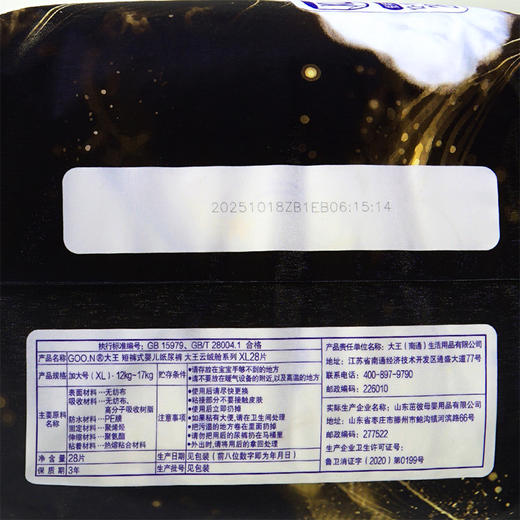 20251018ZB1EB06:15:14
执行标准编号: GB 15979、GB/T 28004.1 合格
产品名称 GOO.N®大王 短裤式婴儿纸尿裤 大王云绒舱系列 XL28片
产品规格 加大号（XL）·12kg~17kg
贮存条件
•请存放在宝宝手够不到的地方
•请不要放在暖气设备的附近,以及高温的地方
主要原料名称
表面材料—无纺布
吸收材料—无纺布、
高分子吸收树脂
防水材料—PE膜
固定材料—聚烯烃
伸缩材料—聚氨酯
粘着材料—热熔粘合材料
注意事项
•使用后请尽快更换
•粘接部分不要接触皮肤
•使用后立即扔掉
•如果粘有大便，请在卫生间处理
•把污渍的地方卷在里面扔掉
•请勿把用后的尿裤扔在马桶里
•外出时,请将用后的拿回处理
含量 28片
生产日期 见包装（前八位数字即为年月日）
保质期 3年
生产批号 见包装
产品责任单位名称: 大王（南通）生活用品有限公司
地址: 江苏省南通经济技术开发区通盛大道77号
联系电话: 400-897-9790
邮政编码: 226010
实际生产企业名称: 山东茁彼母婴用品有限公司
地址: 山东省枣庄市滕州市鲍沟镇河滨路66号
邮政编码: 277522
生产企业卫生许可证号:
鲁卫消证字（2020）第0199号